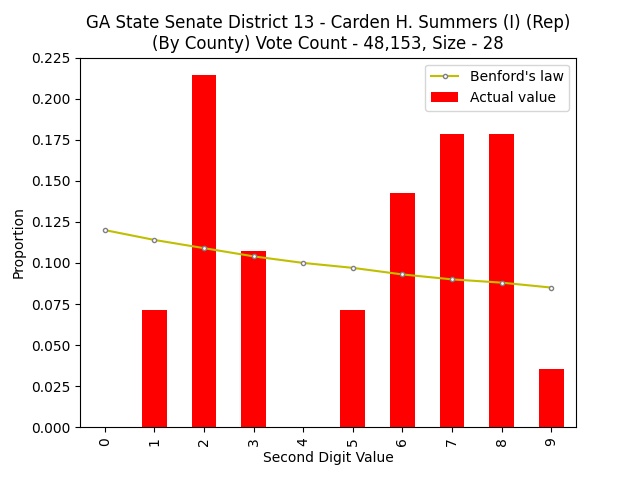 GA State Senate District 13 - Carden H. Summers (I) (Rep)
(By County) Vote Count - 48,153, Size - 28
Benford's law
Actual value
0.225
0.200
0.175
0.150
0.125
0.100
0.075
0.050
0.025
0.000
Proportion
0 1 2 3 4 5 6 7 8 9
Second Digit Value